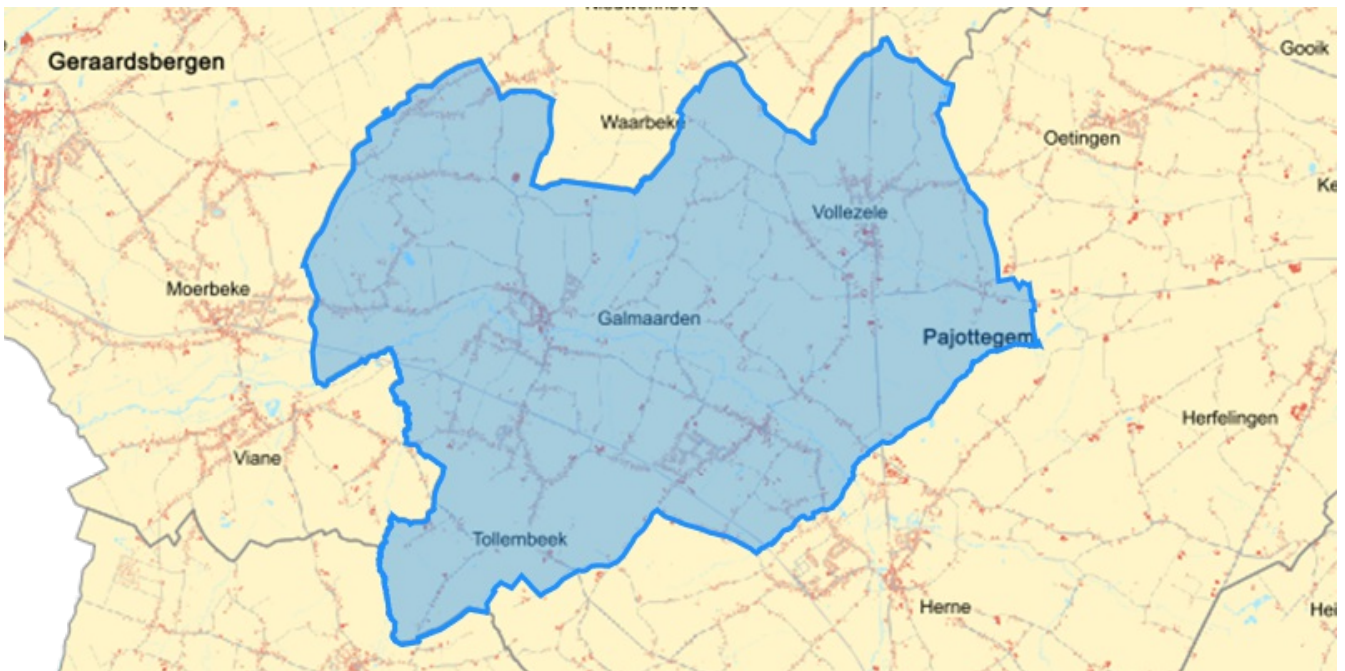 Geraardsbergen
Gooik
Waarbeke
Oetingen
Vollezele
Moerbeke
Galmaarden
Pajottegem
Herfelingen
Viane
Tollembeek
Herne